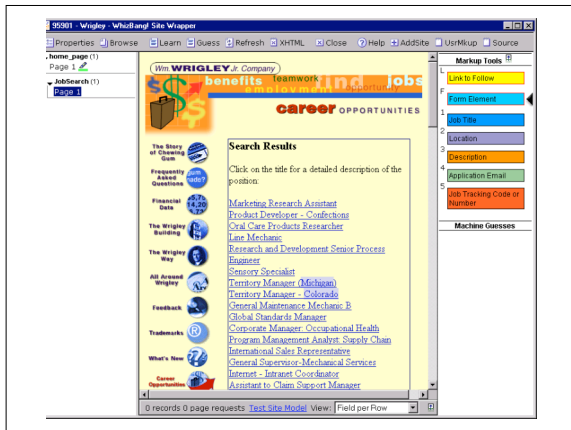 95901 - Wrigley - WhizBang! Site Wrapper
Properties Browse Learn Guess Refresh XHTML Close Help +AddSite UsrMkup Source
home_page (1)
Page 1
JobSearch (1)
Page 1
Wm. WRIGLEY Jr. Company
benefits teamwork find jobs
employment opportunity
career OPPORTUNITIES
The Story
of Chewing
Gum
Frequently
Asked
Questions
Financial
Data
The Wrigley
Building
The Wrigley
Way
All Around
Wrigley
Feedback
Trademarks
What's New
Career
Opportunities
Search Results
Click on the title for a detailed description of the
position:
Marketing Research Assistant
Product Developer - Confections
Oral Care Products Researcher
Line Mechanic
Research and Development Senior Process
Engineer
Sensory Specialist
Territory Manager (Michigan)
Territory Manager - Colorado
General Maintenance Mechanic B
Global Standards Manager
Corporate Manager: Occupational Health
Program Management Analyst: Supply Chain
International Sales Representative
General Supervisor-Mechanical Services
Internet - Intranet Coordinator
Assistant to Claim Support Manager
Markup Tools
L
Link to Follow
F
Form Element
1
Job Title
2
Location
3
Description
4
Application Email
5
Job Tracking Code or
Number
Machine Guesses
0 records 0 page requests Test Site Model View: Field per Row